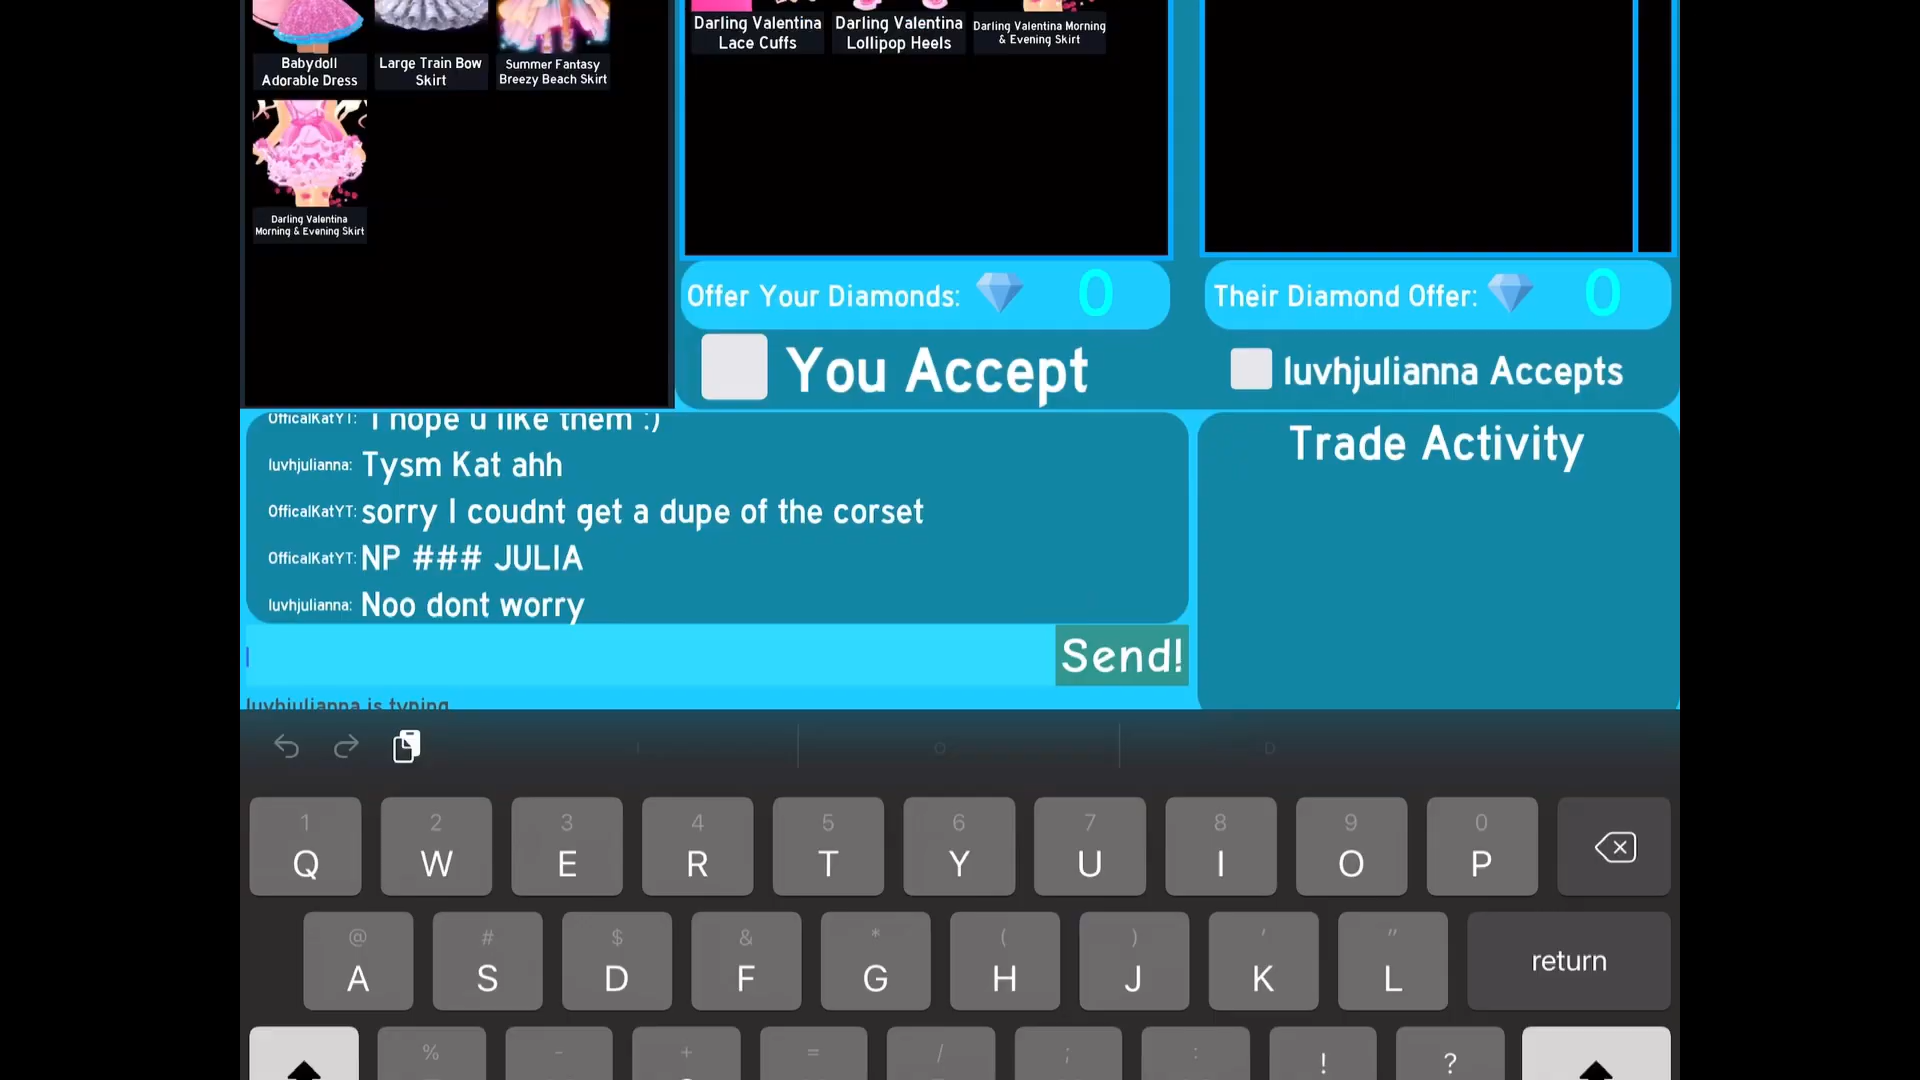 Babydoll
Adorable Dress
Large Train Bow
Skirt
Summer Fantasy
Breezy Beach Skirt
Darling Valentina
Morning & Evening Skirt
Darling Valentina
Lace Cuffs
Darling Valentina
Lollipop Heels
Darling Valentina Morning
& Evening Skirt
Offer Your Diamonds: 0
Their Diamond Offer: 0
You Accept
luvhjulianna Accepts
OfficalKatYT: I hope u like them :)
luvhjulianna: Tysm Kat ahh
OfficalKatYT: sorry I coudnt get a dupe of the corset
OfficalKatYT: NP ### JULIA
luvhjulianna: Noo dont worry
Trade Activity
Send!
luvhjulianna is typing
I O D
1 2 3 4 5 6 7 8 9 0
Q W E R T Y U I O P
@ # $ & * ( ) ' "
A S D F G H J K L return
% - + = / ; : ! ?